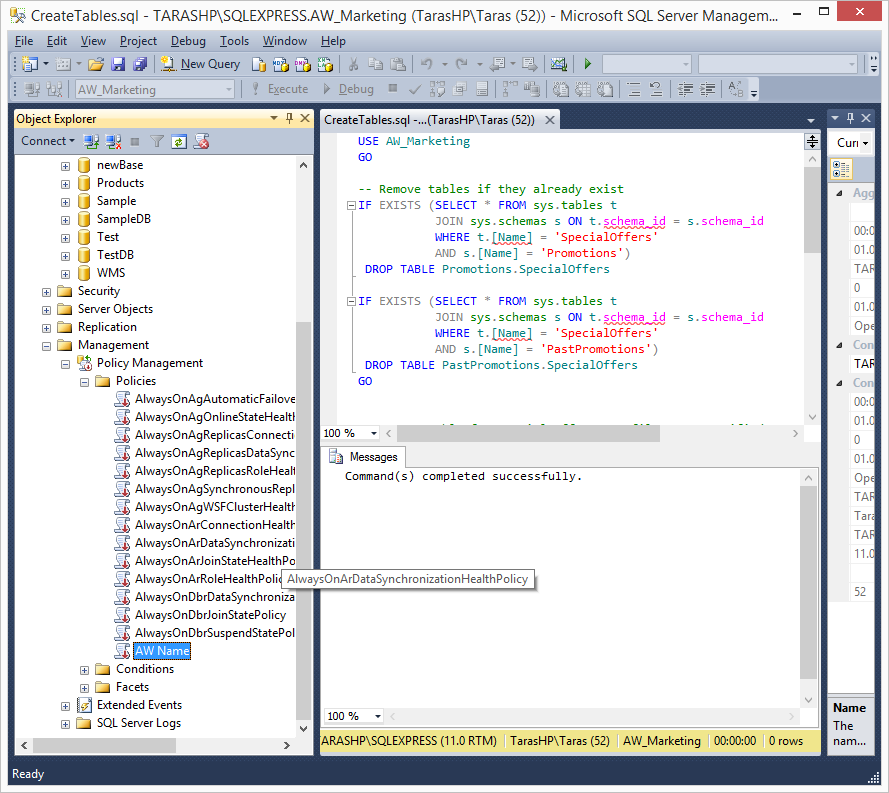 CreateTables.sql - TARASHP\SQLEXPRESS.AW_Marketing (TarasHP\Taras (52)) - Microsoft SQL Server Manage...
File Edit View Project Debug Tools Window Help
New Query
AW_Marketing Execute Debug
Object Explorer
Connect
newBase
Products
Sample
SampleDB
Test
TestDB
WMS
Security
Server Objects
Replication
Management
Policy Management
Policies
AlwaysOnAgAutomaticFailove
AlwaysOnAgOnlineStateHealt
AlwaysOnAgReplicasConnecti
AlwaysOnAgReplicasDataSync
AlwaysOnAgReplicasRoleHealt
AlwaysOnAgSynchronousRepl
AlwaysOnAgWSFClusterHealth
AlwaysOnArConnectionHealth
AlwaysOnArDataSynchronizati
AlwaysOnArJoinStateHealthPo
AlwaysOnArRoleHealthPolic
AlwaysOnArDataSynchronizationHealthPolicy
AlwaysOnDbrDataSynchroniza
AlwaysOnDbrJoinStatePolicy
AlwaysOnDbrSuspendStatePol
AW Name
Conditions
Facets
Extended Events
SQL Server Logs
CreateTables.sql -...(TarasHP\Taras (52))
USE AW_Marketing
GO
-- Remove tables if they already exist
IF EXISTS (SELECT * FROM sys.tables t
JOIN sys.schemas s ON t.schema_id = s.schema_id
WHERE t.[Name] = 'SpecialOffers'
AND s.[Name] = 'Promotions')
DROP TABLE Promotions.SpecialOffers
IF EXISTS (SELECT * FROM sys.tables t
JOIN sys.schemas s ON t.schema_id = s.schema_id
WHERE t.[Name] = 'SpecialOffers'
AND s.[Name] = 'PastPromotions')
DROP TABLE PastPromotions.SpecialOffers
GO
100 %
Messages
Command(s) completed successfully.
100 %
TARASHP\SQLEXPRESS (11.0 RTM) TarasHP\Taras (52) AW_Marketing 00:00:00 0 rows
Curr
Agg
00:0
01.0
TAR
0
01.0
Ope
Con
TAR
Con
00:0
01.0
0
01.0
Ope
TAR
Tara
TAR
11.0
52
Name
The
nam...
Ready